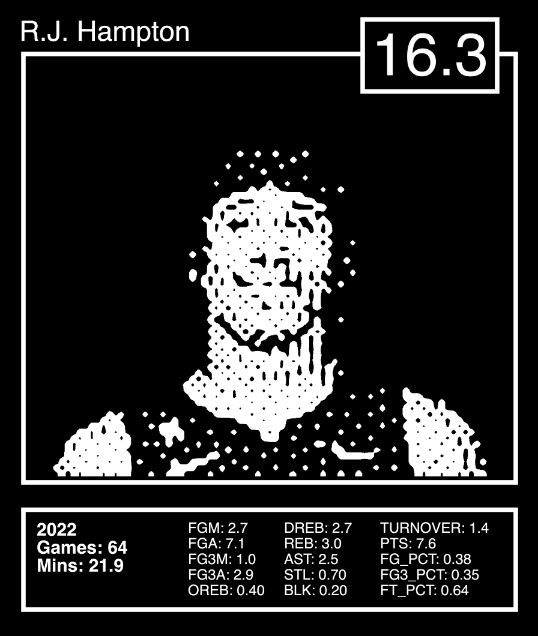 R.J. Hampton
16.3
2022
Games: 64
Mins: 21.9
FGM: 2.7
FGA: 7.1
FG3M: 1.0
FG3A: 2.9
OREB: 0.40
DREB: 2.7
REB: 3.0
AST: 2.5
STL: 0.70
BLK: 0.20
TURNOVER: 1.4
PTS: 7.6
FG_PCT: 0.38
FG3_PCT: 0.35
FT_PCT: 0.64